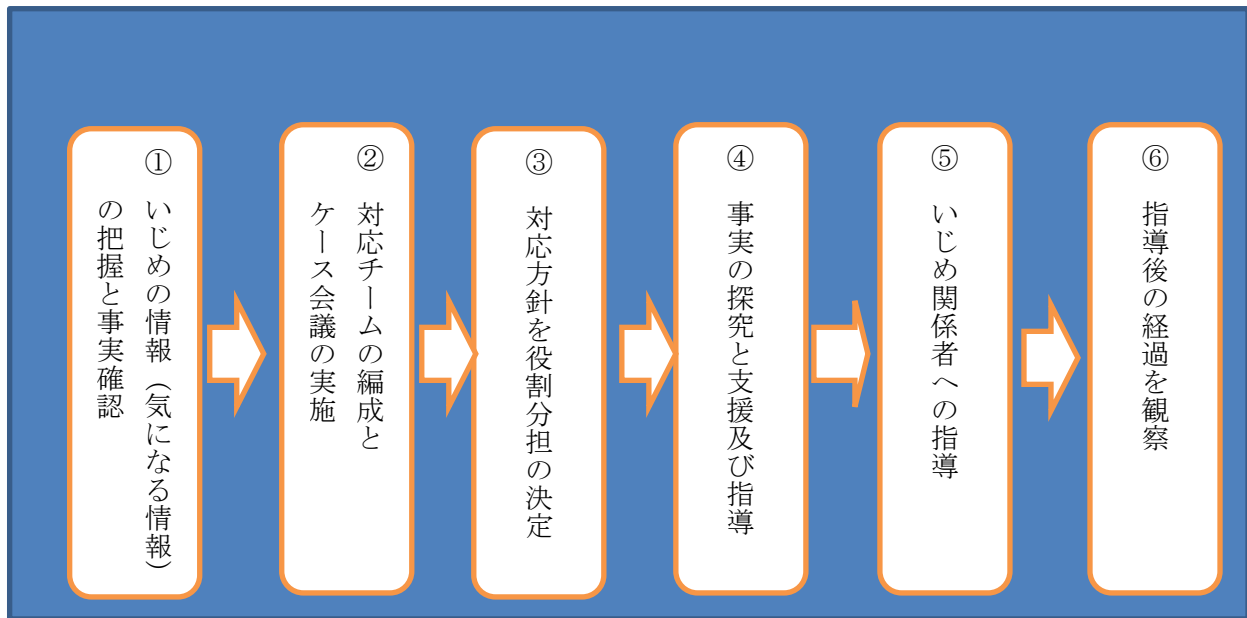 ①　いじめの情報（気になる情報）
の把握と事実確認
②　対応チームの編成と
ケース会議の実施
③　対応方針を役割分担の決定
④　事実の探究と支援及び指導
⑤　いじめ関係者への指導
⑥　指導後の経過を観察